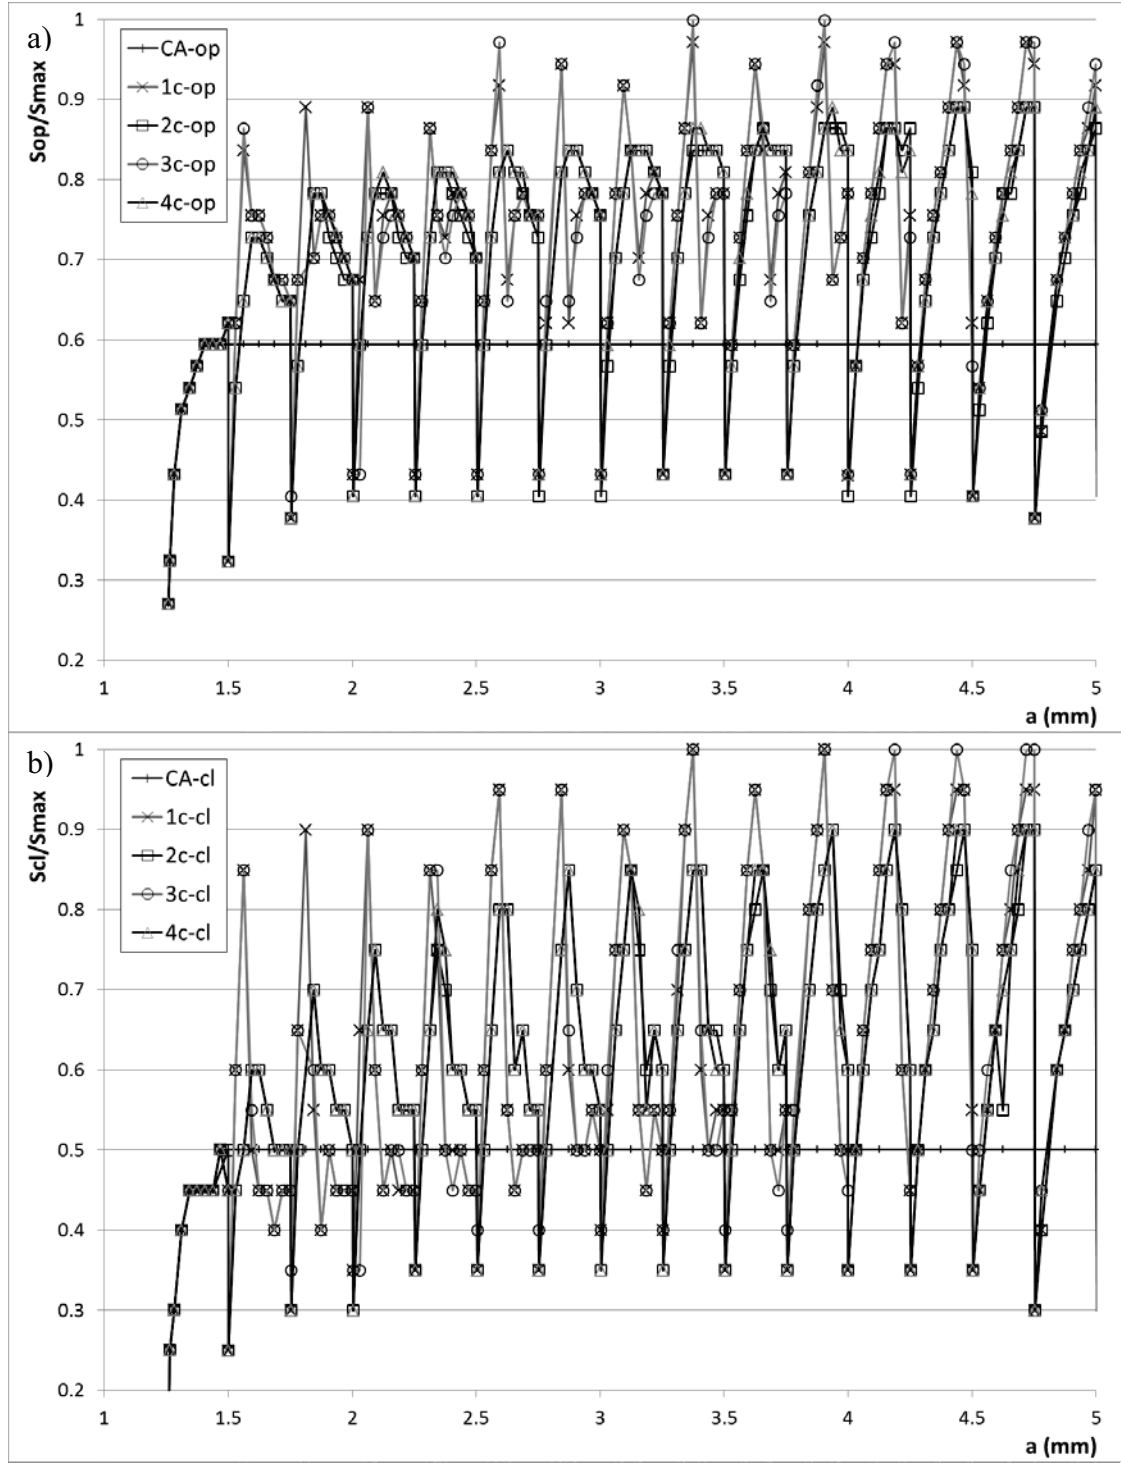 a)
Sop/Smax
1
0.9
0.8
0.7
0.6
0.5
0.4
0.3
0.2
CA-op
1c-op
2c-op
3c-op
4c-op
1 1.5 2 2.5 3 3.5 4 4.5 5
a (mm)
b)
Scl/Smax
1
0.9
0.8
0.7
0.6
0.5
0.4
0.3
0.2
CA-cl
1c-cl
2c-cl
3c-cl
4c-cl
1 1.5 2 2.5 3 3.5 4 4.5 5
a (mm)